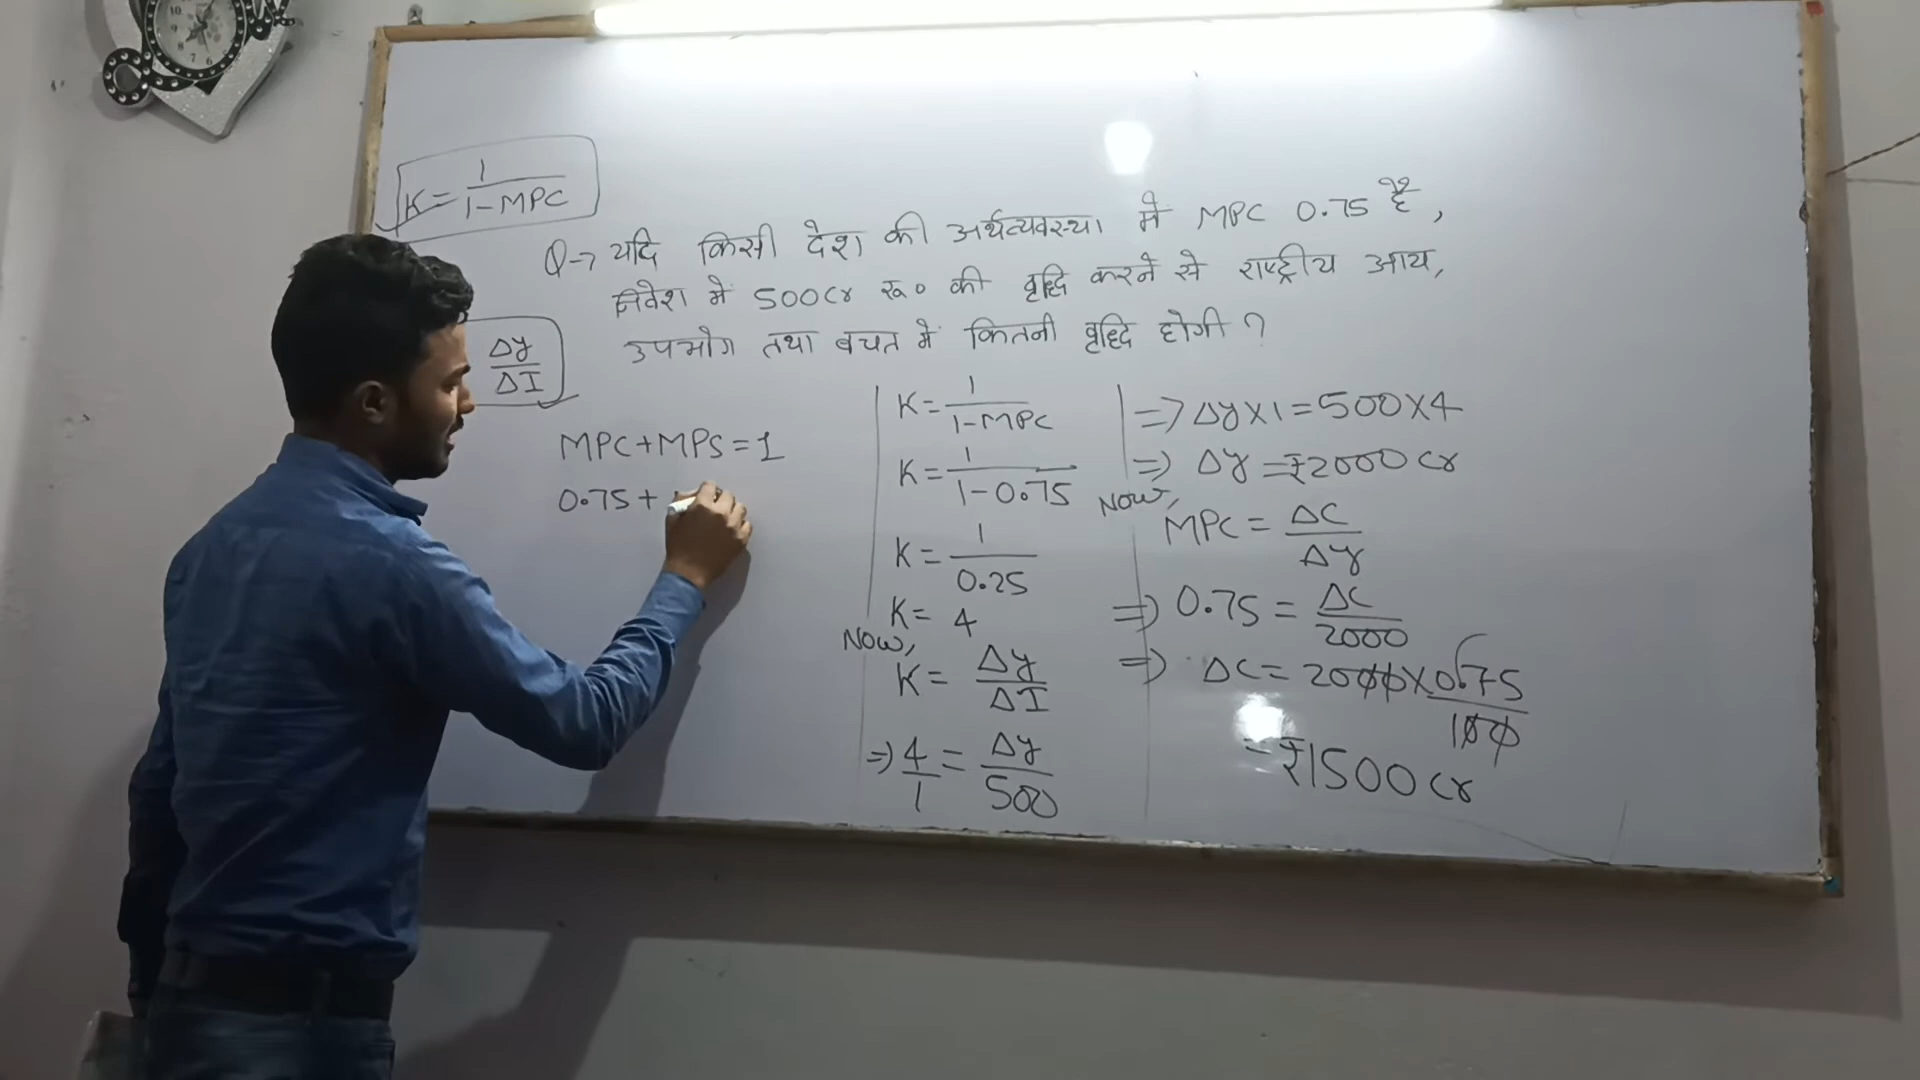 K = 1/(1-MPC)
Q→ यदि किसी देश की अर्थव्यवस्था में MPC 0.75 है,
निवेश में 500Cr रु० की वृद्धि करने से राष्ट्रीय आय,
उपभोग तथा बचत में कितनी वृद्धि होगी ?
ΔY/ΔI
MPC+MPS=1
0.75+
K= 1/(1-MPC)
K= 1/(1-0.75)
K= 1/0.25
K= 4
Now,
K= ΔY/ΔI
⇒ 4/1 = ΔY/500
⇒ ΔY×1=500×4
⇒ ΔY =₹2000 Cr
Now,
MPC = ΔC/ΔY
⇒ 0.75 = ΔC/2000
⇒ ΔC= 2000×0.75/100
= ₹1500 Cr